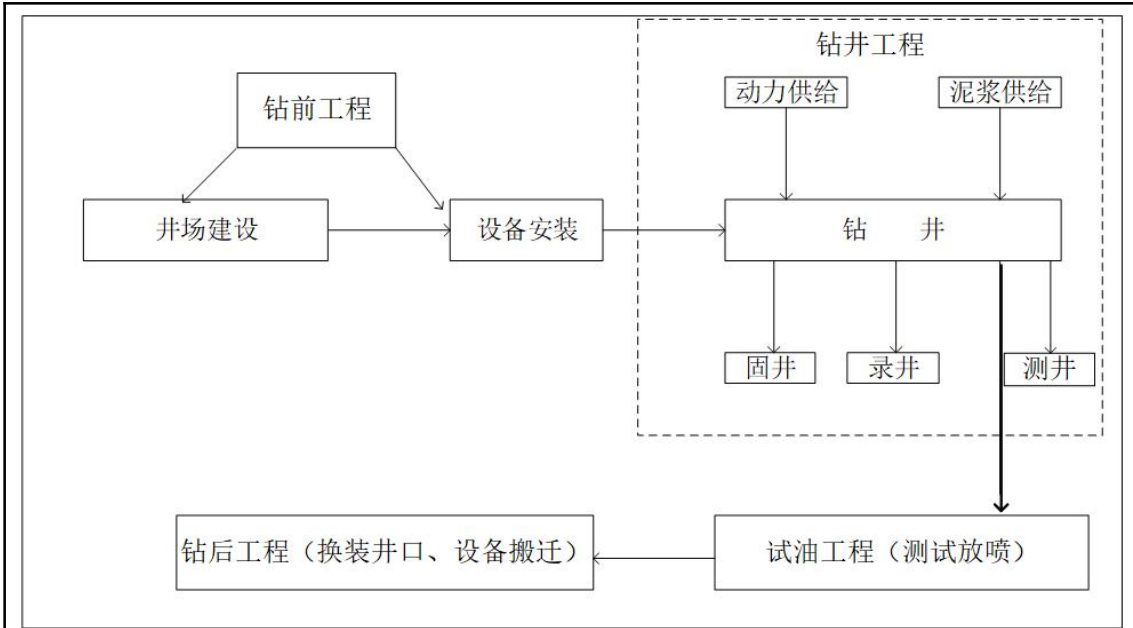 钻井工程
动力供给
泥浆供给
钻前工程
井场建设
设备安装
钻 井
固井
录井
测井
钻后工程（换装井口、设备搬迁）
试油工程（测试放喷）